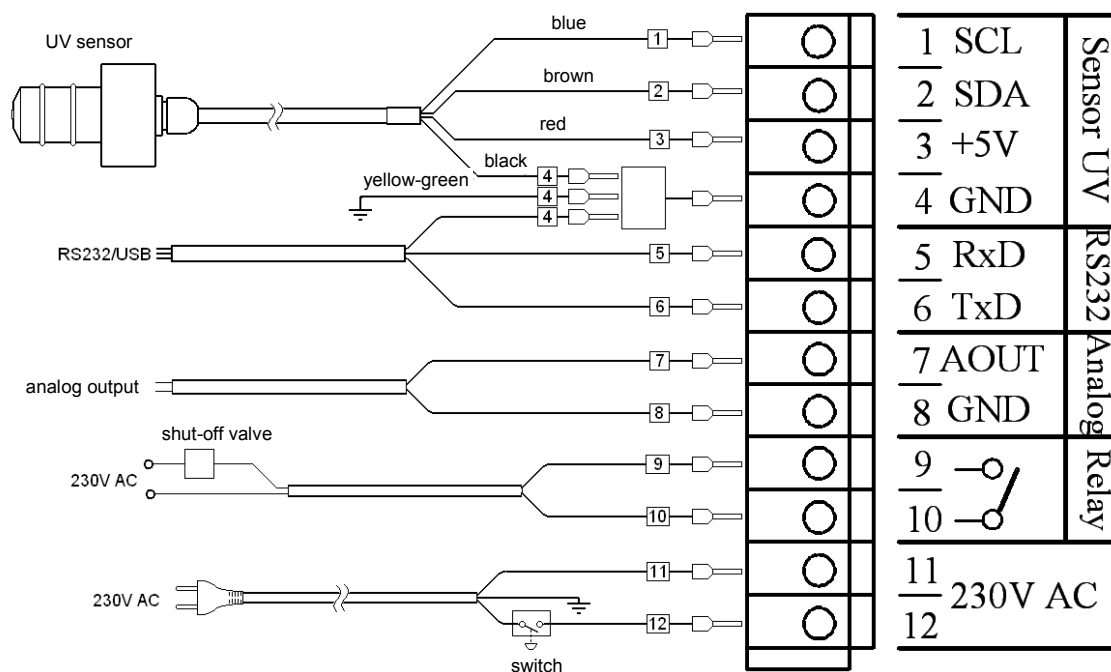 UV sensor
blue
1
brown
2
red
3
black
4
yellow-green
4
4
RS232/USB
5
6
analog output
7
8
shut-off valve
230V AC
9
10
230V AC
11
12
switch
1 SCL
2 SDA
3 +5V
4 GND
Sensor UV
5 RxD
6 TxD
RS232
7 AOUT
8 GND
Analog
9
10
Relay
11
12
230V AC